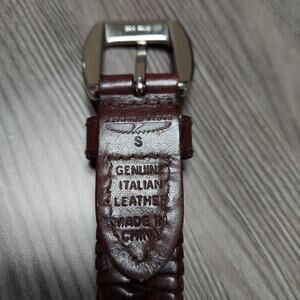 S
GENUINE
ITALIAN
LEATHER
MADE IN
CHINA